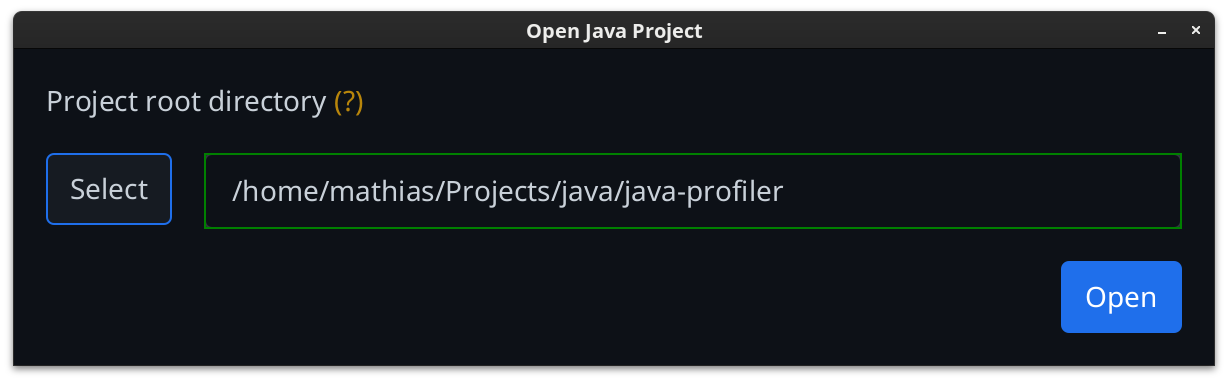 Open Java Project
Project root directory (?)
Select
/home/mathias/Projects/java/java-profiler
Open